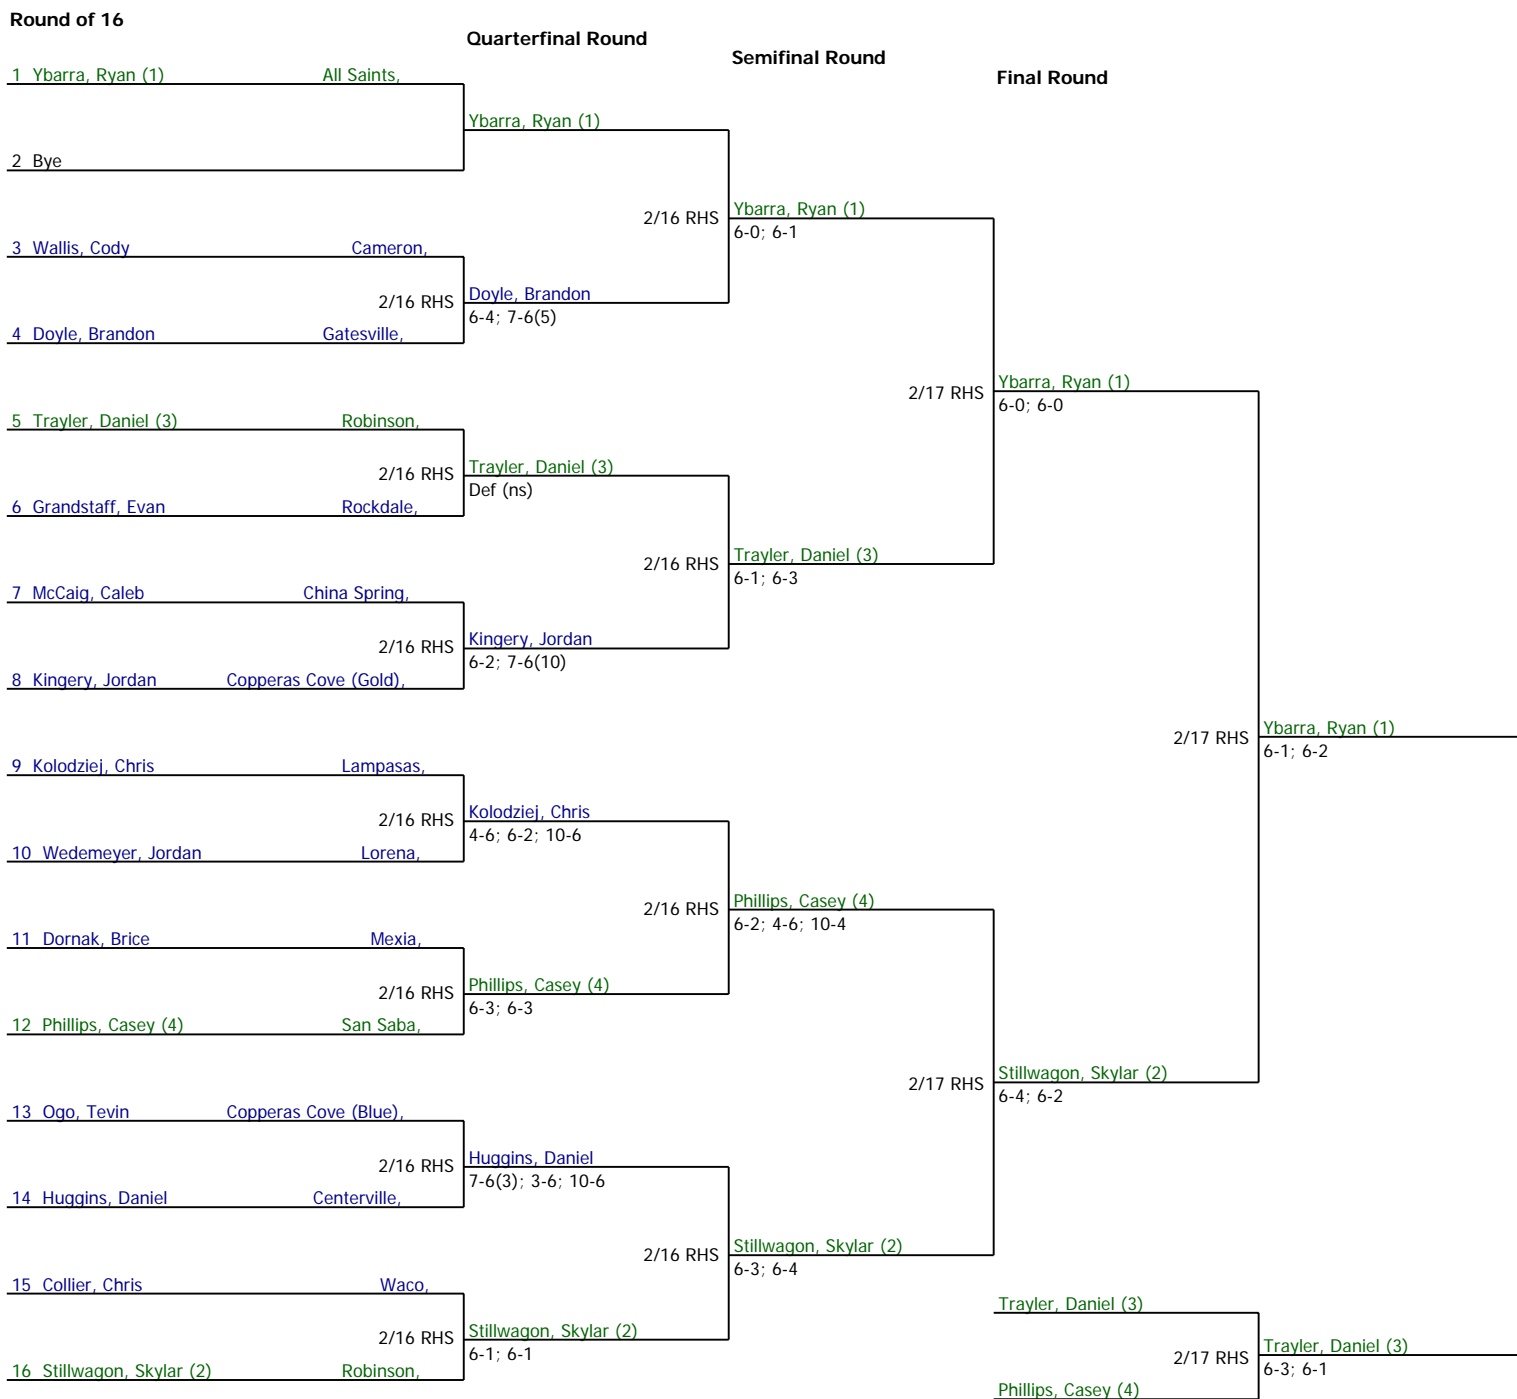 Round of 16
Quarterfinal Round
Semifinal Round
Final Round
1 Ybarra, Ryan (1) All Saints,
Ybarra, Ryan (1)
2 Bye
2/16 RHS Ybarra, Ryan (1)
6-0; 6-1
3 Wallis, Cody Cameron,
2/16 RHS Doyle, Brandon
6-4; 7-6(5)
4 Doyle, Brandon Gatesville,
2/17 RHS Ybarra, Ryan (1)
6-0; 6-0
5 Trayler, Daniel (3) Robinson,
2/16 RHS Trayler, Daniel (3)
Def (ns)
6 Grandstaff, Evan Rockdale,
2/16 RHS Trayler, Daniel (3)
6-1; 6-3
7 McCaig, Caleb China Spring,
2/16 RHS Kingery, Jordan
6-2; 7-6(10)
8 Kingery, Jordan Copperas Cove (Gold),
2/17 RHS Ybarra, Ryan (1)
6-1; 6-2
9 Kolodziej, Chris Lampasas,
2/16 RHS Kolodziej, Chris
4-6; 6-2; 10-6
10 Wedemeyer, Jordan Lorena,
2/16 RHS Phillips, Casey (4)
6-2; 4-6; 10-4
11 Dornak, Brice Mexia,
2/16 RHS Phillips, Casey (4)
6-3; 6-3
12 Phillips, Casey (4) San Saba,
2/17 RHS Stillwagon, Skylar (2)
6-4; 6-2
13 Ogo, Tevin Copperas Cove (Blue),
2/16 RHS Huggins, Daniel
7-6(3); 3-6; 10-6
14 Huggins, Daniel Centerville,
2/16 RHS Stillwagon, Skylar (2)
6-3; 6-4
15 Collier, Chris Waco,
2/16 RHS Stillwagon, Skylar (2)
6-1; 6-1
16 Stillwagon, Skylar (2) Robinson,
Trayler, Daniel (3)
2/17 RHS Trayler, Daniel (3)
6-3; 6-1
Phillips, Casey (4)